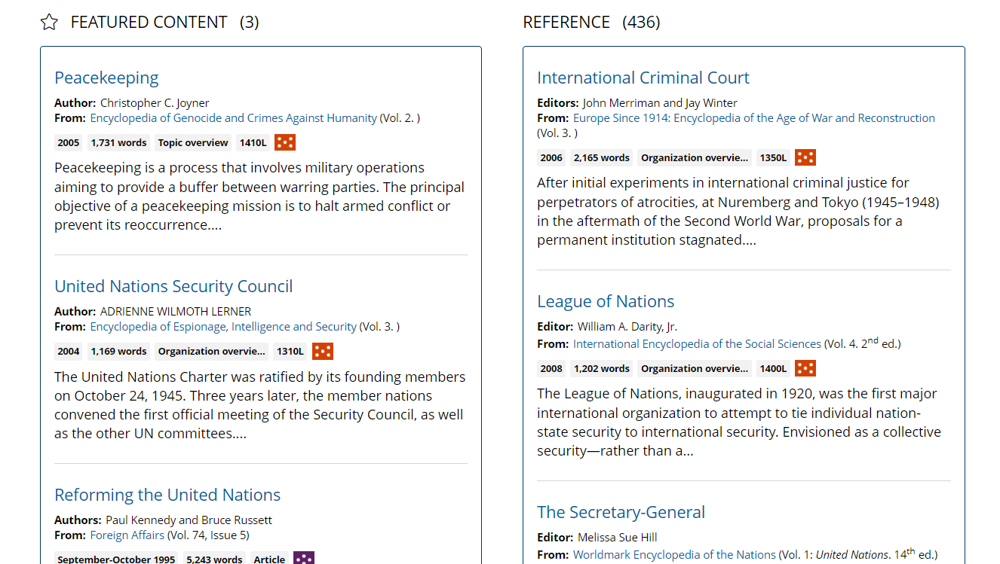 FEATURED CONTENT (3)
Peacekeeping
Author: Christopher C. Joyner
From: Encyclopedia of Genocide and Crimes Against Humanity (Vol. 2. )
2005 1,731 words Topic overview 1410L
Peacekeeping is a process that involves military operations
aiming to provide a buffer between warring parties. The principal
objective of a peacekeeping mission is to halt armed conflict or
prevent its reoccurrence....
United Nations Security Council
Author: ADRIENNE WILMOTH LERNER
From: Encyclopedia of Espionage, Intelligence and Security (Vol. 3. )
2004 1,169 words Organization overvie... 1310L
The United Nations Charter was ratified by its founding members
on October 24, 1945. Three years later, the member nations
convened the first official meeting of the Security Council, as well
as the other UN committees....
Reforming the United Nations
Authors: Paul Kennedy and Bruce Russett
From: Foreign Affairs (Vol. 74, Issue 5)
September-October 1995 5,243 words Article
REFERENCE (436)
International Criminal Court
Editors: John Merriman and Jay Winter
From: Europe Since 1914: Encyclopedia of the Age of War and Reconstruction
(Vol. 3. )
2006 2,165 words Organization overvie... 1350L
After initial experiments in international criminal justice for
perpetrators of atrocities, at Nuremberg and Tokyo (1945–1948)
in the aftermath of the Second World War, proposals for a
permanent institution stagnated....
League of Nations
Editor: William A. Darity, Jr.
From: International Encyclopedia of the Social Sciences (Vol. 4. 2nd ed.)
2008 1,202 words Organization overvie... 1400L
The League of Nations, inaugurated in 1920, was the first major
international organization to attempt to tie individual nation-
state security to international security. Envisioned as a collective
security—rather than a...
The Secretary-General
Editor: Melissa Sue Hill
From: Worldmark Encyclopedia of the Nations (Vol. 1: United Nations. 14th ed.)